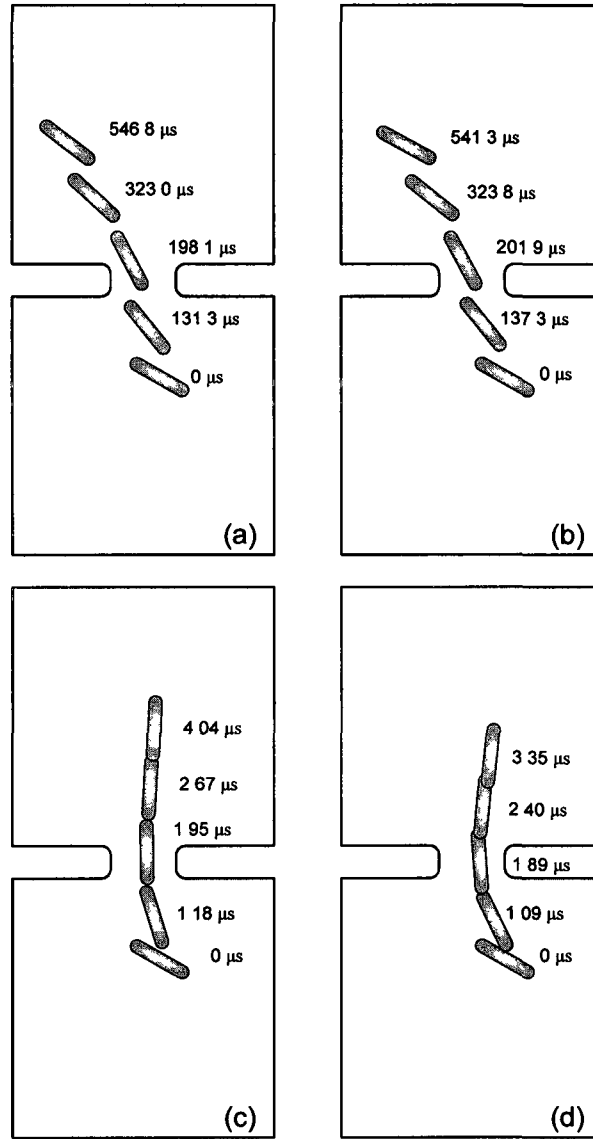 546 8 μs
323 0 μs
198 1 μs
131 3 μs
0 μs
(a)
541 3 μs
323 8 μs
201 9 μs
137 3 μs
0 μs
(b)
4 04 μs
2 67 μs
1 95 μs
1 18 μs
0 μs
(c)
3 35 μs
2 40 μs
1 89 μs
1 09 μs
0 μs
(d)